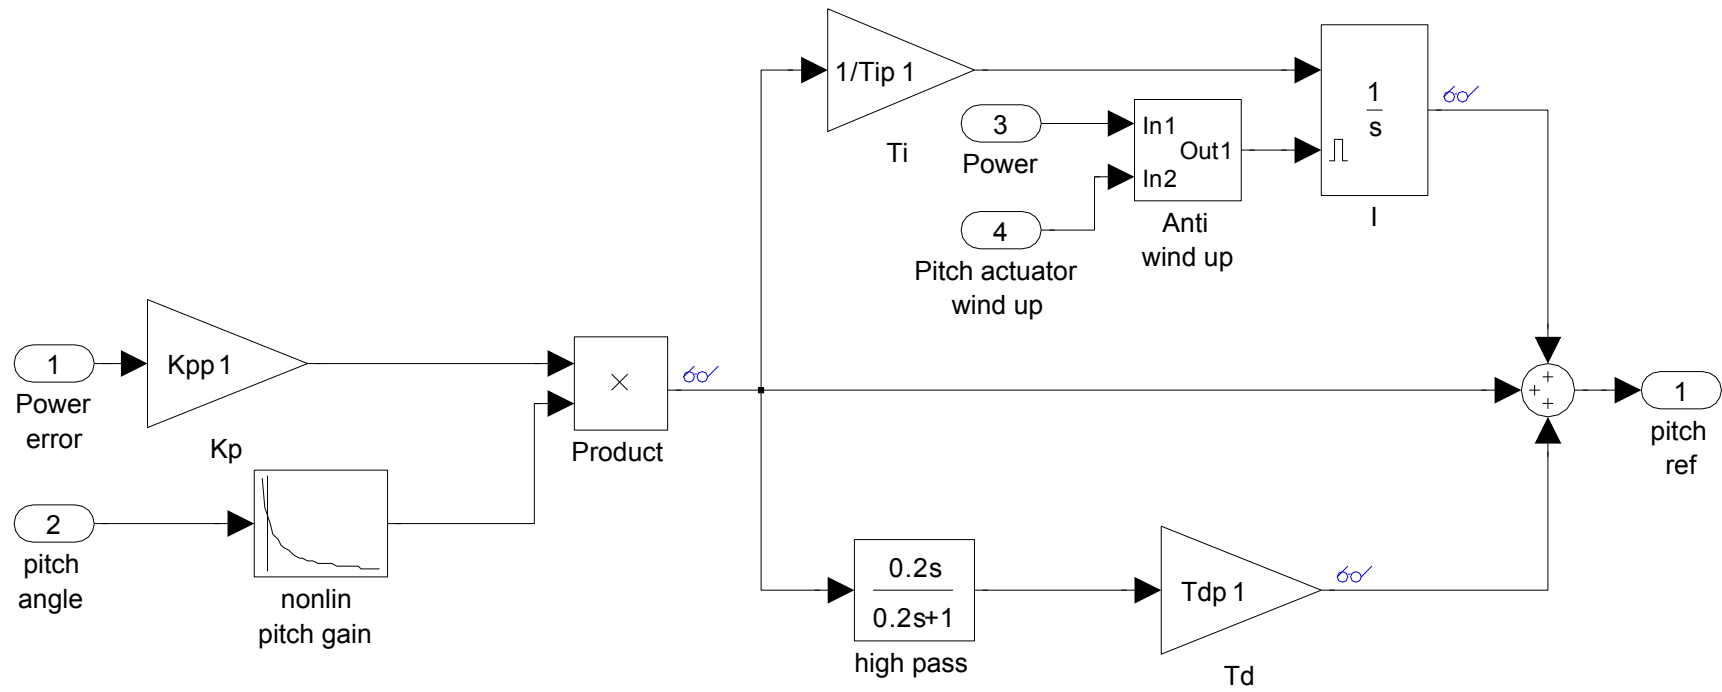 1/Tip 1
Ti
3
Power
4
Pitch actuator
wind up
In1
In2
Out1
Anti
wind up
1
s
I
1
Power
error
Kpp 1
Kp
2
pitch
angle
nonlin
pitch gain
×
Product
0.2s
0.2s+1
high pass
Tdp 1
Td
+
+
+
1
pitch
ref